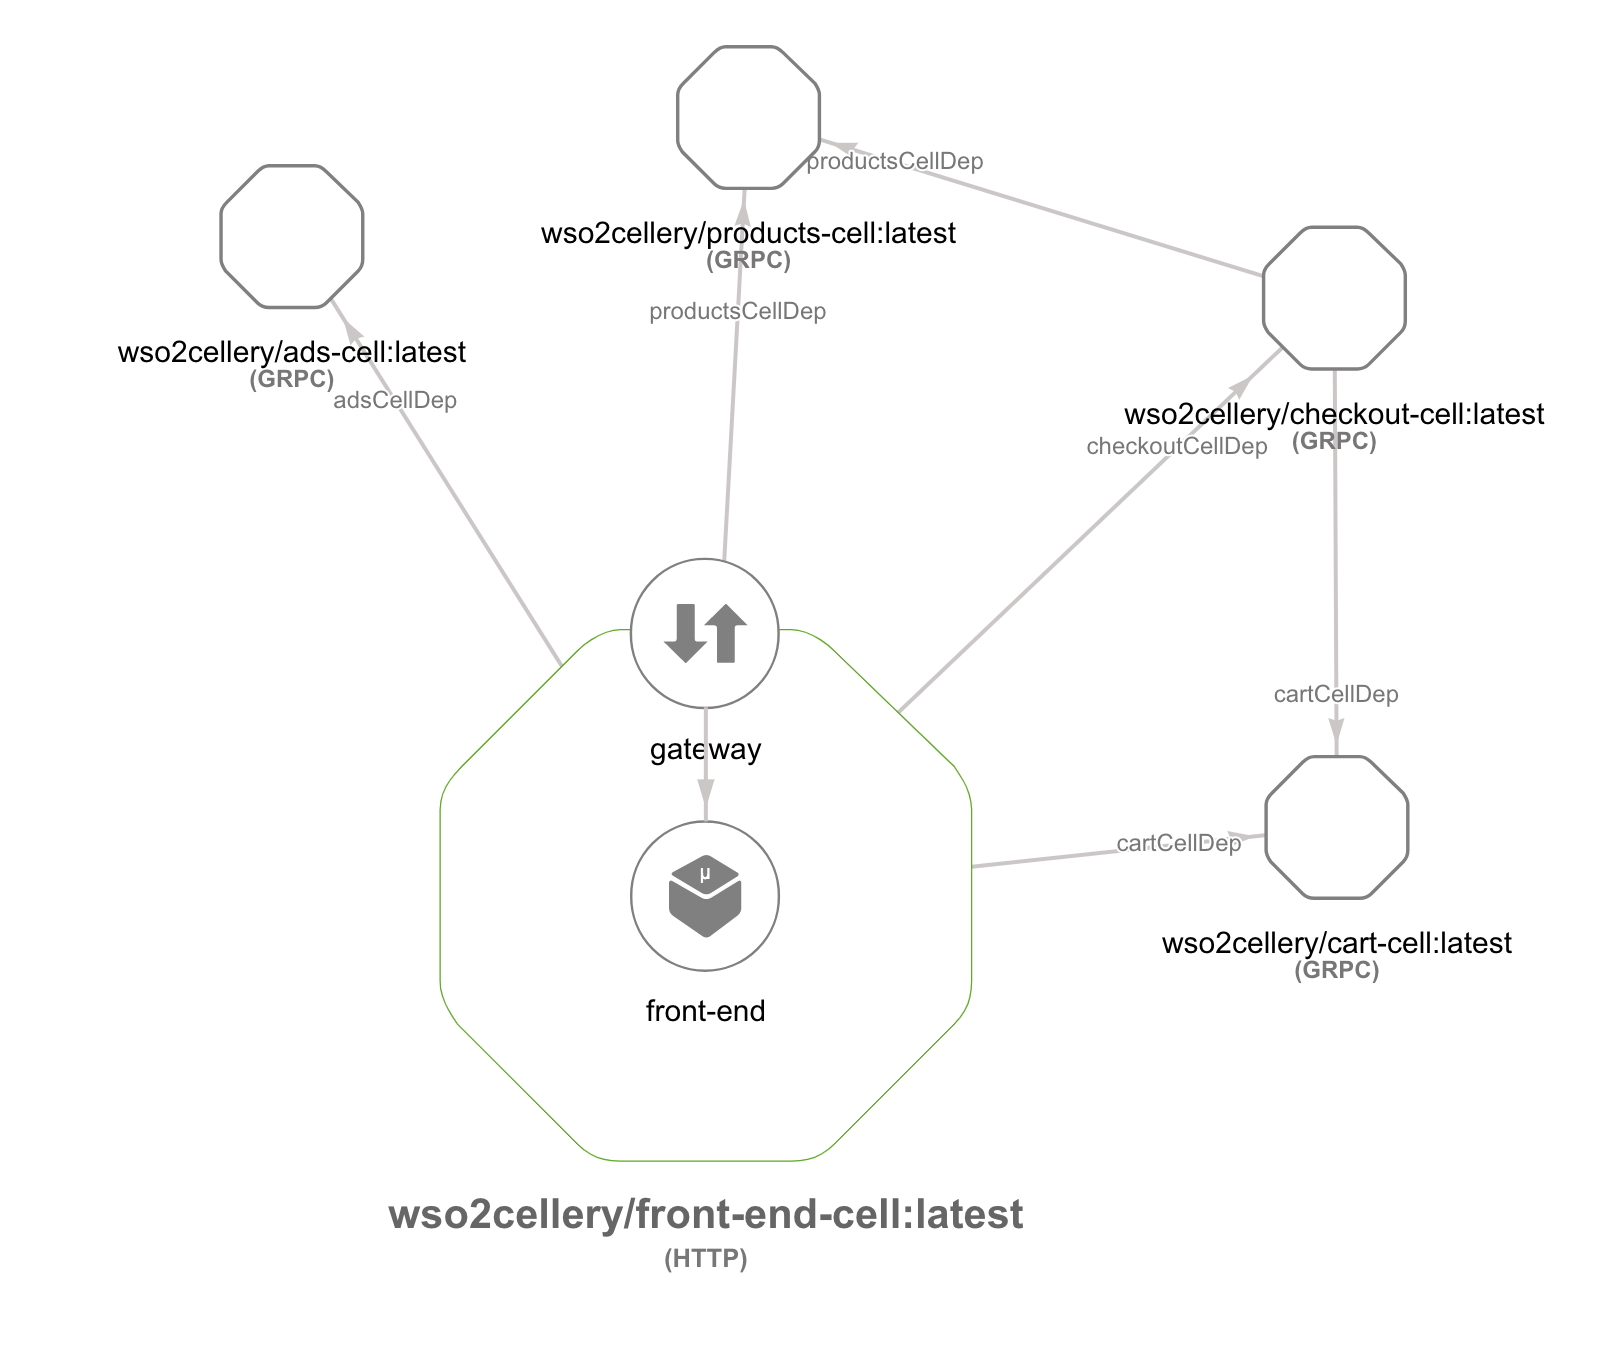 productsCellDep
wso2cellery/products-cell:latest
(GRPC)
productsCellDep
wso2cellery/ads-cell:latest
(GRPC)
adsCellDep
wso2cellery/checkout-cell:latest
(GRPC)
checkoutCellDep
cartCellDep
gateway
cartCellDep
µ
wso2cellery/cart-cell:latest
(GRPC)
front-end
wso2cellery/front-end-cell:latest
(HTTP)